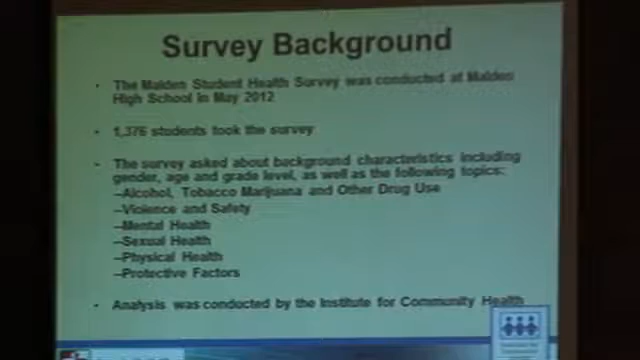 Survey Background
• The Malden Student Health Survey was conducted at Malden
High School in May 2012
• 1,376 students took the survey
• The survey asked about background characteristics including
gender, age and grade level, as well as the following topics:
–Alcohol, Tobacco Marijuana and Other Drug Use
–Violence and Safety
–Mental Health
–Sexual Health
–Physical Health
–Protective Factors
• Analysis was conducted by the Institute for Community Health